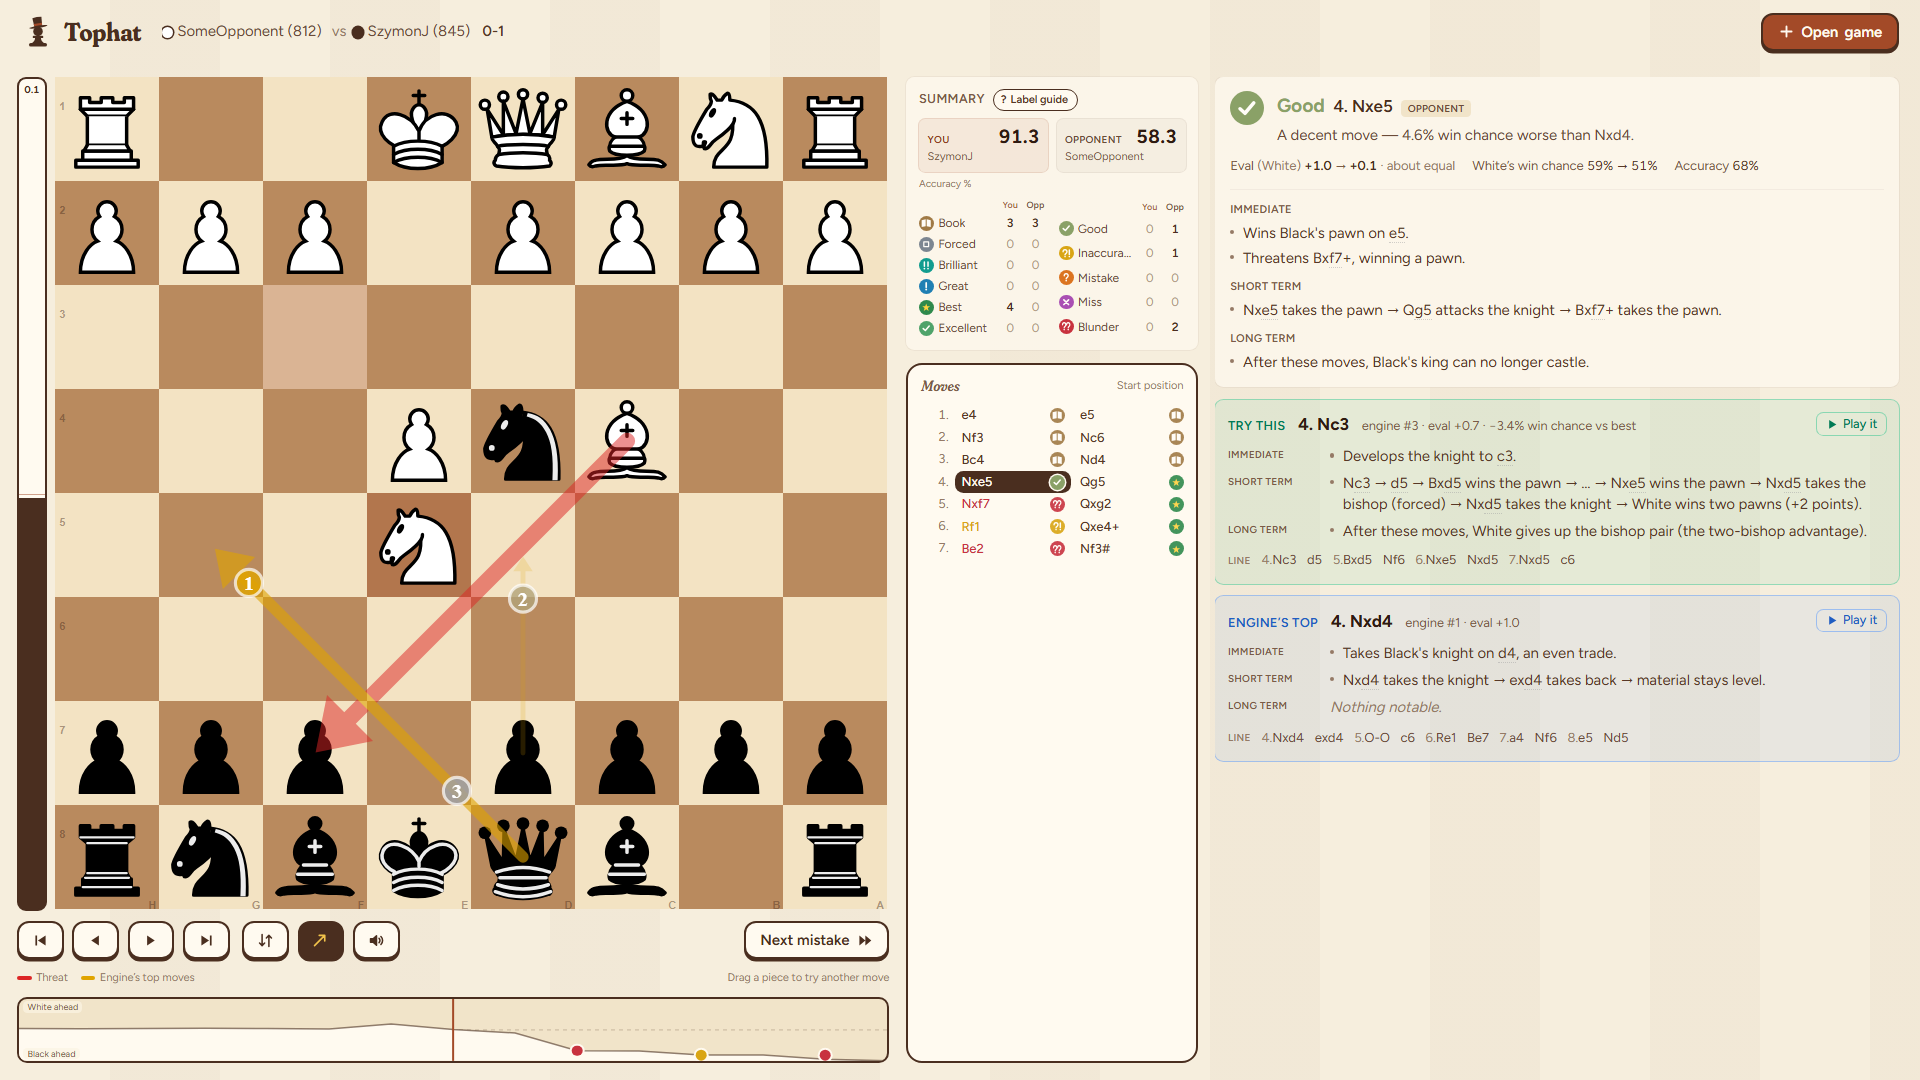 Tophat
SomeOpponent (812) vs SzymonJ (845) 0-1
+ Open game
0.1
1
2
3
4
5
6
7
8
H G F E D C B A
1
2
3
Next mistake
Threat
Engine's top moves
Drag a piece to try another move
White ahead
Black ahead
SUMMARY
? Label guide
YOU 91.3
SzymonJ
OPPONENT 58.3
SomeOpponent
Accuracy %
You Opp
Book 3 3
Forced 0 0
!! Brilliant 0 0
! Great 0 0
Best 4 0
Excellent 0 0
You Opp
Good 0 1
?! Inaccura... 0 1
? Mistake 0 0
Miss 0 0
?? Blunder 0 2
Moves
Start position
1. e4 e5
2. Nf3 Nc6
3. Bc4 Nd4
4. Nxe5 Qg5
5. Nxf7 ?? Qxg2
6. Rf1 ?! Qxe4+
7. Be2 ?? Nf3#
Good 4. Nxe5 OPPONENT
A decent move — 4.6% win chance worse than Nxd4.
Eval (White) +1.0 → +0.1 · about equal White's win chance 59% → 51% Accuracy 68%
IMMEDIATE
• Wins Black's pawn on e5.
• Threatens Bxf7+, winning a pawn.
SHORT TERM
• Nxe5 takes the pawn → Qg5 attacks the knight → Bxf7+ takes the pawn.
LONG TERM
• After these moves, Black's king can no longer castle.
TRY THIS 4. Nc3 engine #3 · eval +0.7 · −3.4% win chance vs best
Play it
IMMEDIATE • Develops the knight to c3.
SHORT TERM • Nc3 → d5 → Bxd5 wins the pawn → ... → Nxe5 wins the pawn → Nxd5 takes the
bishop (forced) → Nxd5 takes the knight → White wins two pawns (+2 points).
LONG TERM • After these moves, White gives up the bishop pair (the two-bishop advantage).
LINE 4.Nc3 d5 5.Bxd5 Nf6 6.Nxe5 Nxd5 7.Nxd5 c6
ENGINE'S TOP 4. Nxd4 engine #1 · eval +1.0
Play it
IMMEDIATE • Takes Black's knight on d4, an even trade.
SHORT TERM • Nxd4 takes the knight → exd4 takes back → material stays level.
LONG TERM Nothing notable.
LINE 4.Nxd4 exd4 5.O-O c6 6.Re1 Be7 7.a4 Nf6 8.e5 Nd5